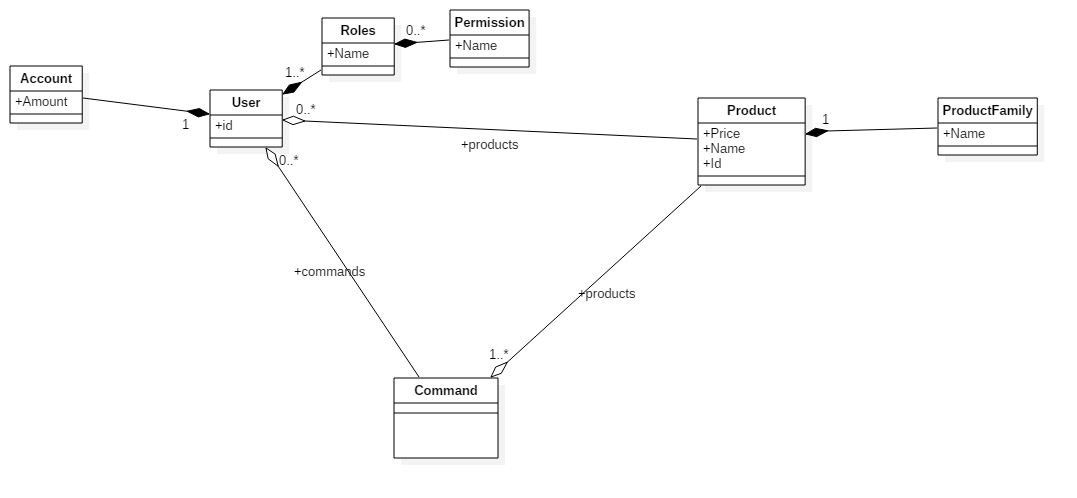 Roles
+Name
0..*
Permission
+Name
Account
+Amount
1
1..*
User
+id
0..*
+products
0..*
Product
+Price
+Name
+Id
1
ProductFamily
+Name
+commands
+products
1..*
Command